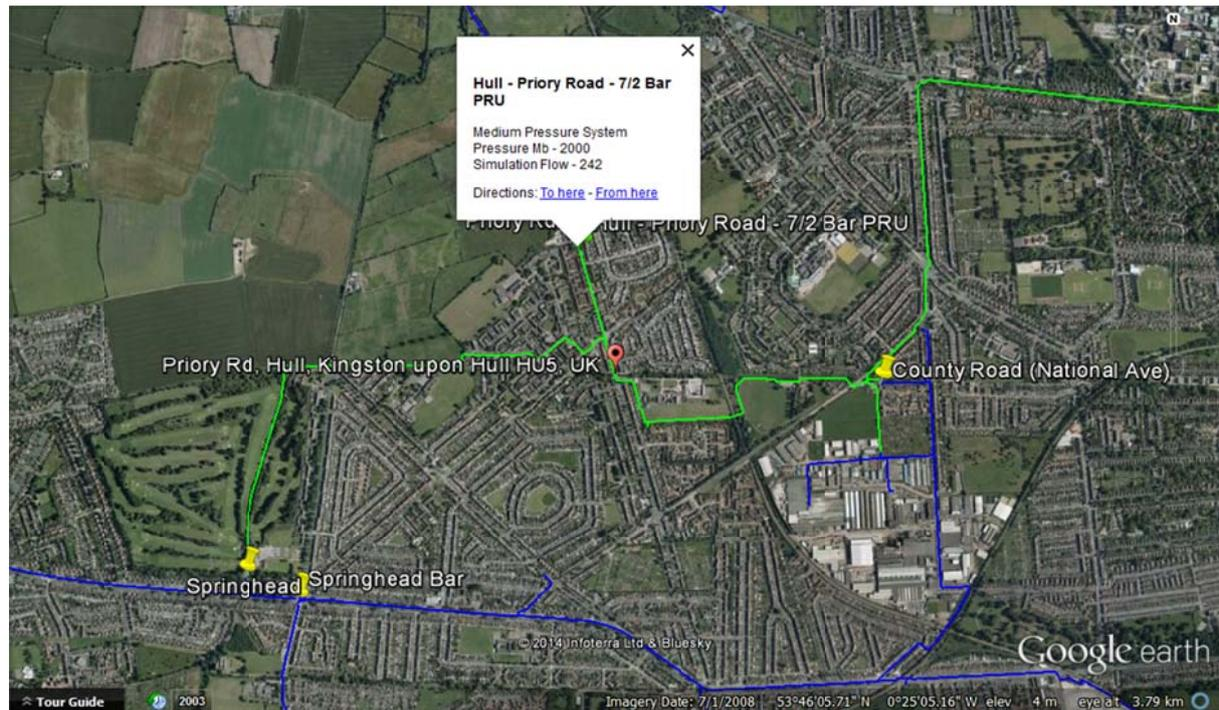 N
Hull - Priory Road - 7/2 Bar
PRU
Medium Pressure System
Pressure Mb - 2000
Simulation Flow - 242
Directions: To here - From here
Priory Hull - Priory Road - 7/2 Bar PRU
Priory Rd, Hull, Kingston upon Hull HU5, UK
County Road (National Ave)
Springhead
Springhead Bar
© 2014 Infoterra Ltd & Bluesky
Google earth
Tour Guide
2003
Imagery Date: 7/1/2008 53°46'05.71" N 0°25'05.16" W elev 4 m eye alt 3.79 km